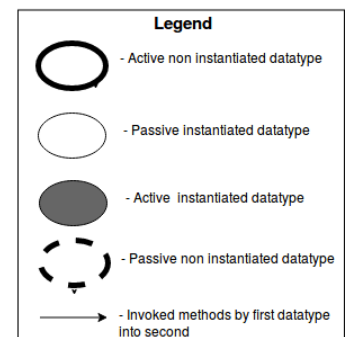 Legend
- Active non instantiated datatype
- Passive instantiated datatype
- Active instantiated datatype
- Passive non instantiated datatype
- Invoked methods by first datatype
into second